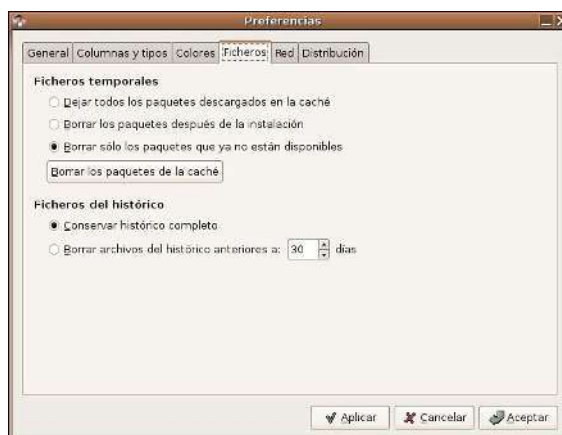 Preferencias
General Columnas y tipos Colores Ficheros Red Distribución
Ficheros temporales
Dejar todos los paquetes descargados en la caché
Borrar los paquetes después de la instalación
Borrar sólo los paquetes que ya no están disponibles
Borrar los paquetes de la caché
Ficheros del histórico
Conservar histórico completo
Borrar archivos del histórico anteriores a: 30 días
Aplicar Cancelar Aceptar